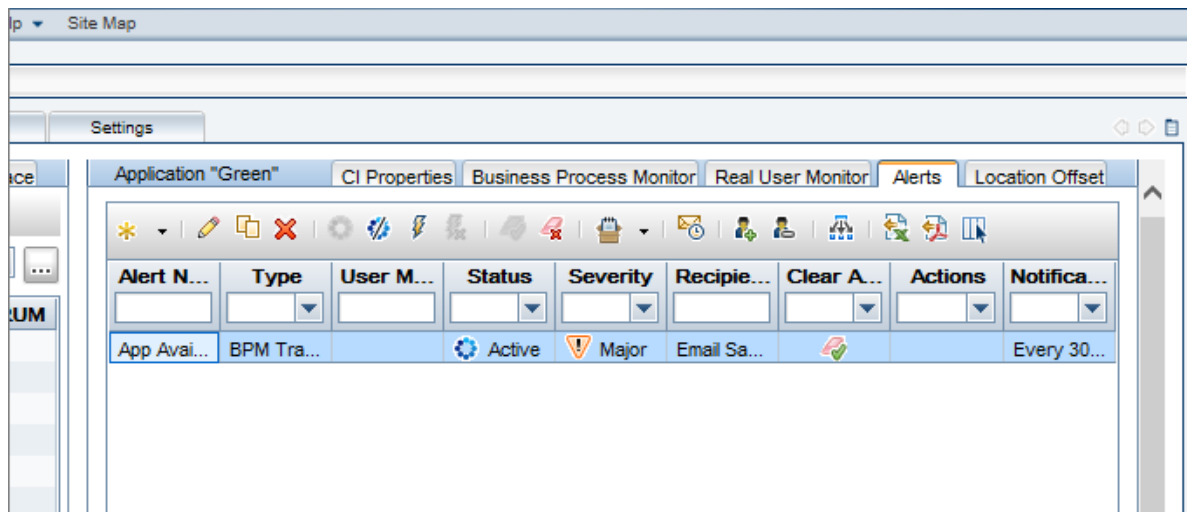 lp Site Map
Settings
ace Application "Green" CI Properties Business Process Monitor Real User Monitor Alerts Location Offset
...
Alert N... Type User M... Status Severity Recipie... Clear A... Actions Notifica...
RUM
App Avai... BPM Tra... Active Major Email Sa... Every 30...